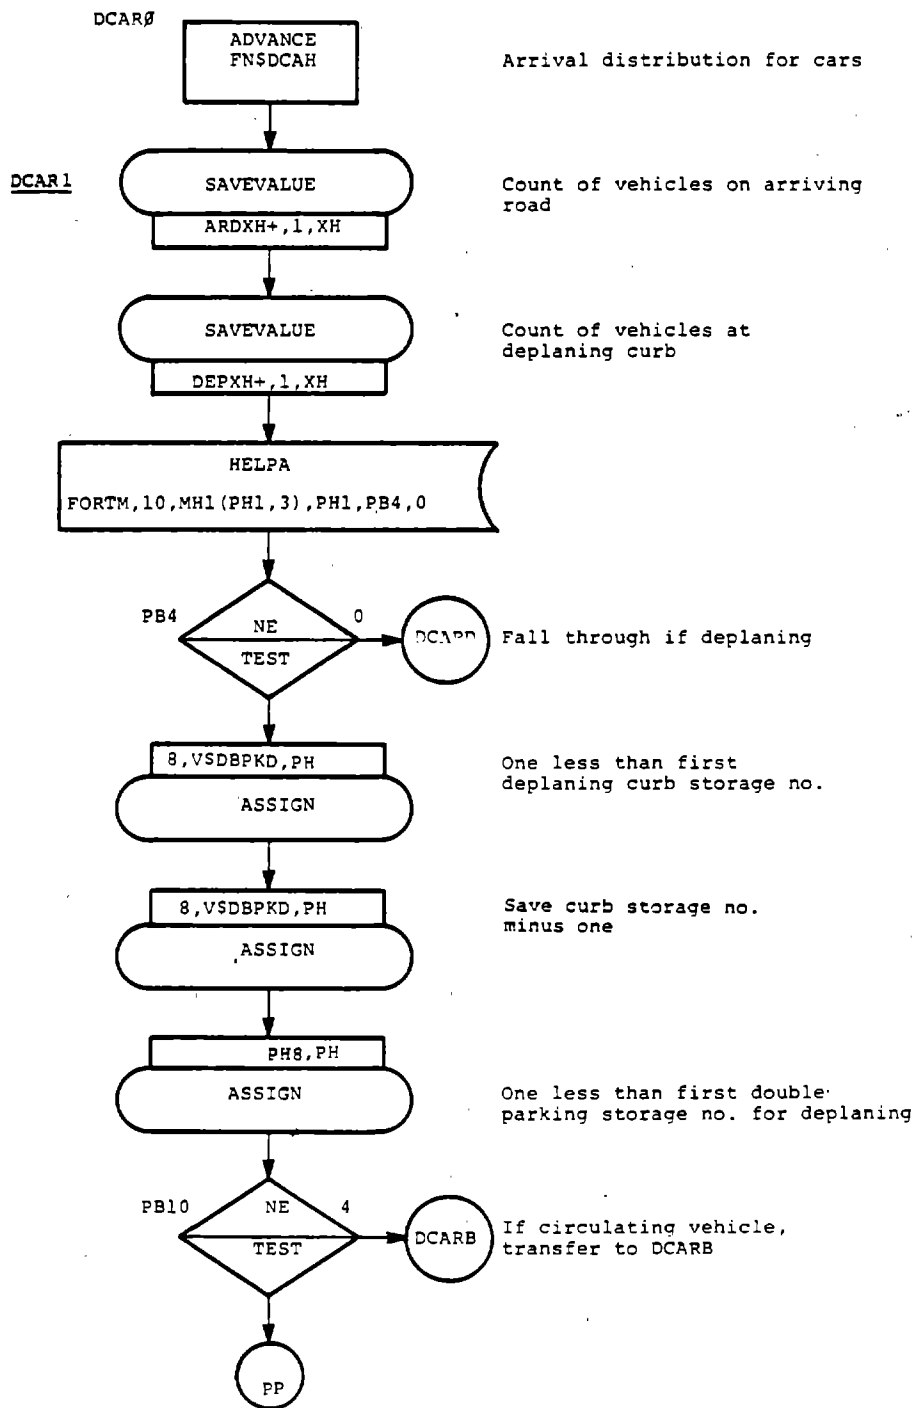 DCARØ
ADVANCE
FN$DCAH
Arrival distribution for cars
DCAR1
SAVEVALUE
ARDXH+,1,XH
Count of vehicles on arriving
road
SAVEVALUE
DEPXH+,1,XH
Count of vehicles at
deplaning curb
HELPA
FORTM,10,MH1(PH1,3),PH1,PB4,0
PB4
NE
0
TEST
Fall through if deplaning
8,V$DBPKD,PH
ASSIGN
One less than first
deplaning curb storage no.
8,V$DBPKD,PH
ASSIGN
Save curb storage no.
minus one
PH8,PH
ASSIGN
One less than first double
parking storage no. for deplaning
PB10
NE
4
TEST
DCARB
If circulating vehicle,
transfer to DCARB
PP